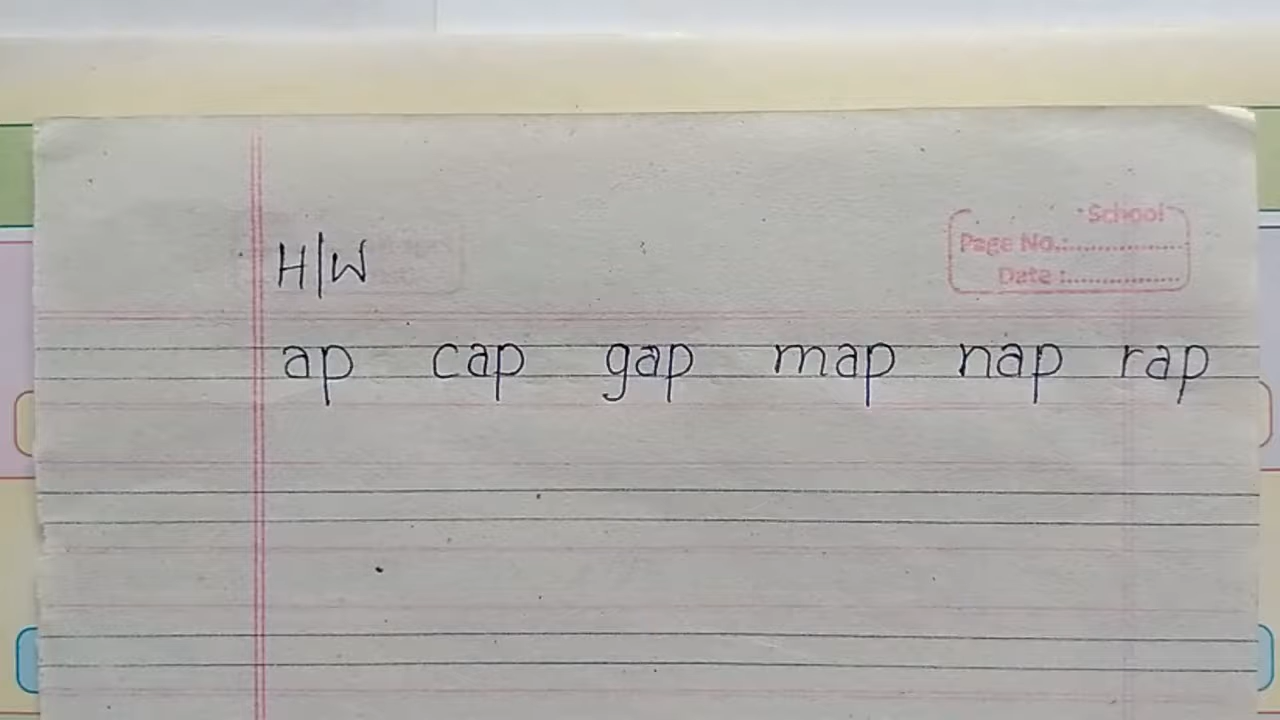 School
Page No.:................
Date :................
H|W
ap cap gap map nap rap